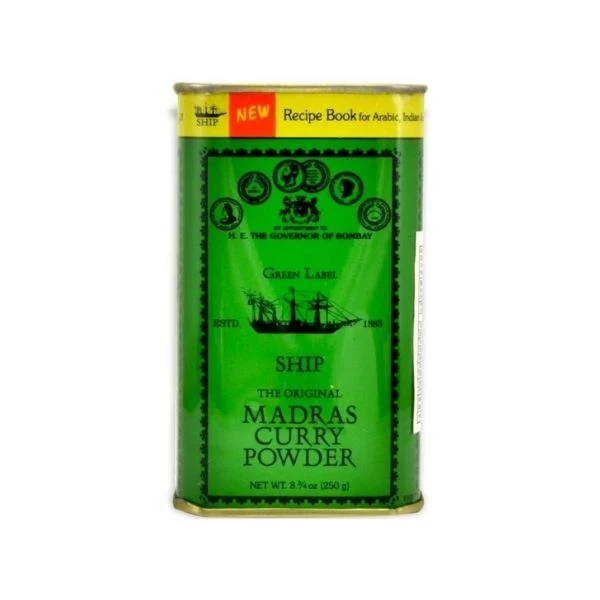 SHIP
NEW
Recipe Book for Arabic, Indian &
BY APPOINTMENT TO
H. E. THE GOVERNOR OF BOMBAY
GREEN LABEL
ESTD. 1883
SHIP
THE ORIGINAL
MADRAS
CURRY
POWDER
NET WT. 8.¾ oz (250 g)